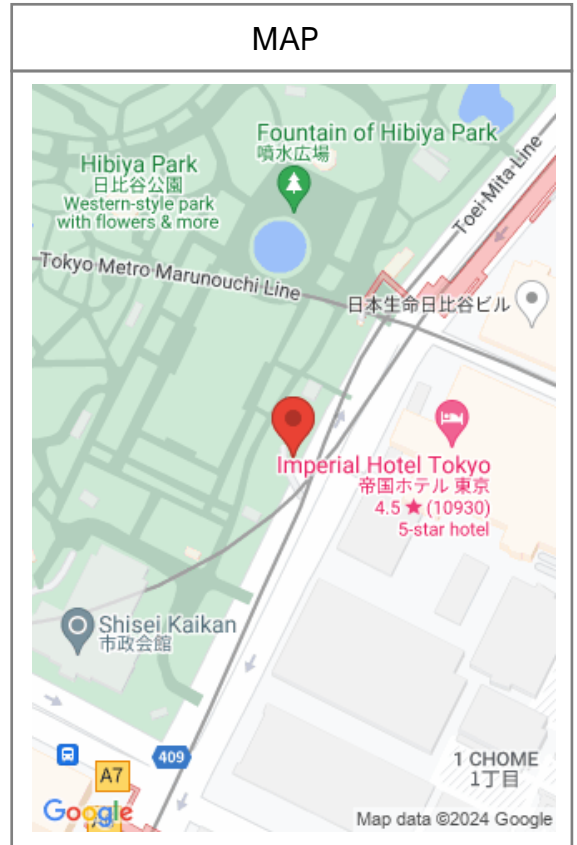 MAP
Fountain of Hibiya Park
噴水広場
Hibiya Park
日比谷公園
Western-style park
with flowers & more
Toei Mita Line
Tokyo Metro Marunouchi Line
日本生命日比谷ビル
Imperial Hotel Tokyo
帝国ホテル 東京
4.5 ★ (10930)
5-star hotel
Shisei Kaikan
市政会館
409
A7
1 CHOME
1丁目
Google
Map data ©2024 Google